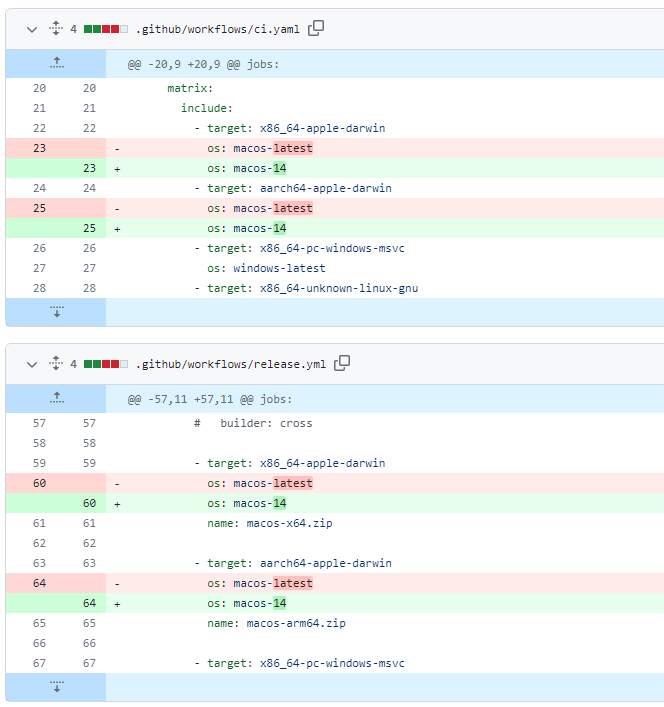 4 .github/workflows/ci.yaml
@@ -20,9 +20,9 @@ jobs:
20 20 matrix:
21 21 include:
22 22 - target: x86_64-apple-darwin
23 - os: macos-latest
23 + os: macos-14
24 24 - target: aarch64-apple-darwin
25 - os: macos-latest
25 + os: macos-14
26 26 - target: x86_64-pc-windows-msvc
27 27 os: windows-latest
28 28 - target: x86_64-unknown-linux-gnu
4 .github/workflows/release.yml
@@ -57,11 +57,11 @@ jobs:
57 57 # builder: cross
58 58
59 59 - target: x86_64-apple-darwin
60 - os: macos-latest
60 + os: macos-14
61 61 name: macos-x64.zip
62 62
63 63 - target: aarch64-apple-darwin
64 - os: macos-latest
64 + os: macos-14
65 65 name: macos-arm64.zip
66 66
67 67 - target: x86_64-pc-windows-msvc